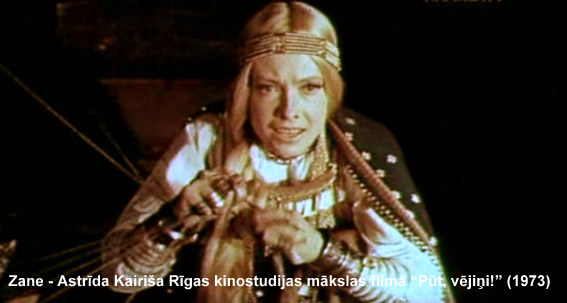 Zane - Astrīda Kairiša Rīgas kinostudijas mākslas filmā “Pūt, vējiņi!” (1973)